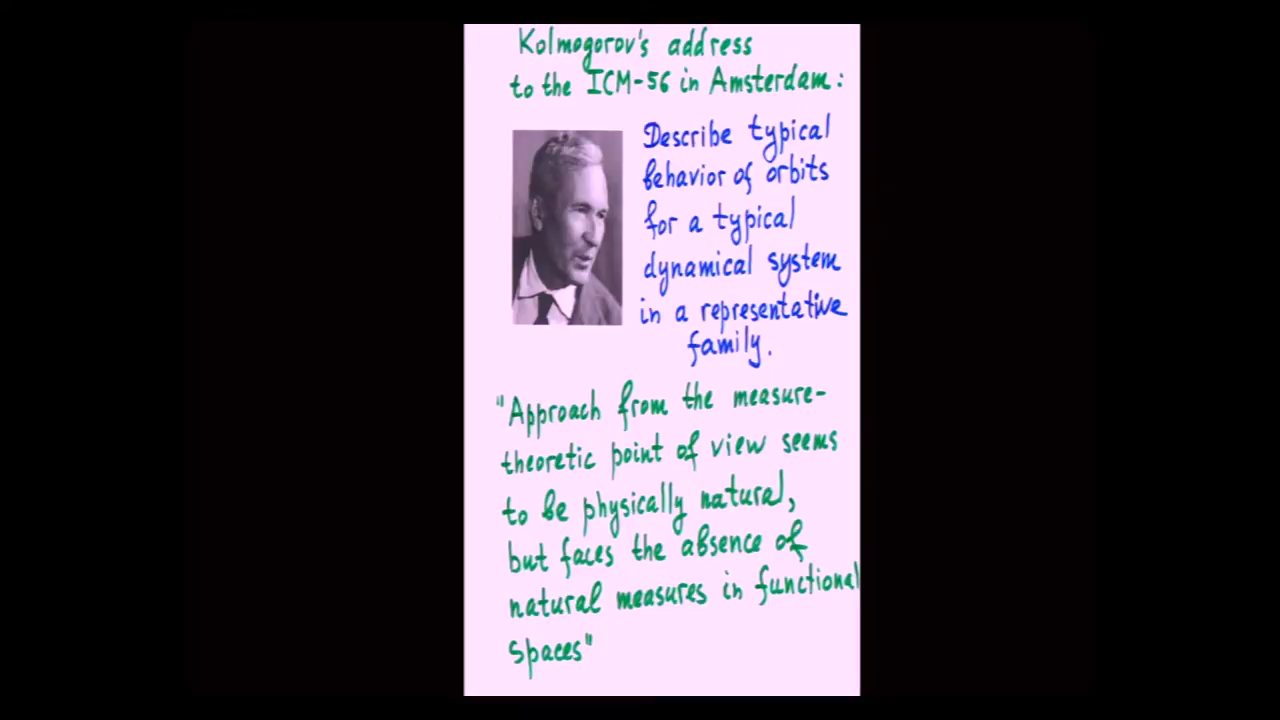 Kolmogorov's address
to the ICM-56 in Amsterdam:
Describe typical
behavior of orbits
for a typical
dynamical system
in a representative
family.
"Approach from the measure-
theoretic point of view seems
to be physically natural,
but faces the absence of
natural measures in functional
spaces"